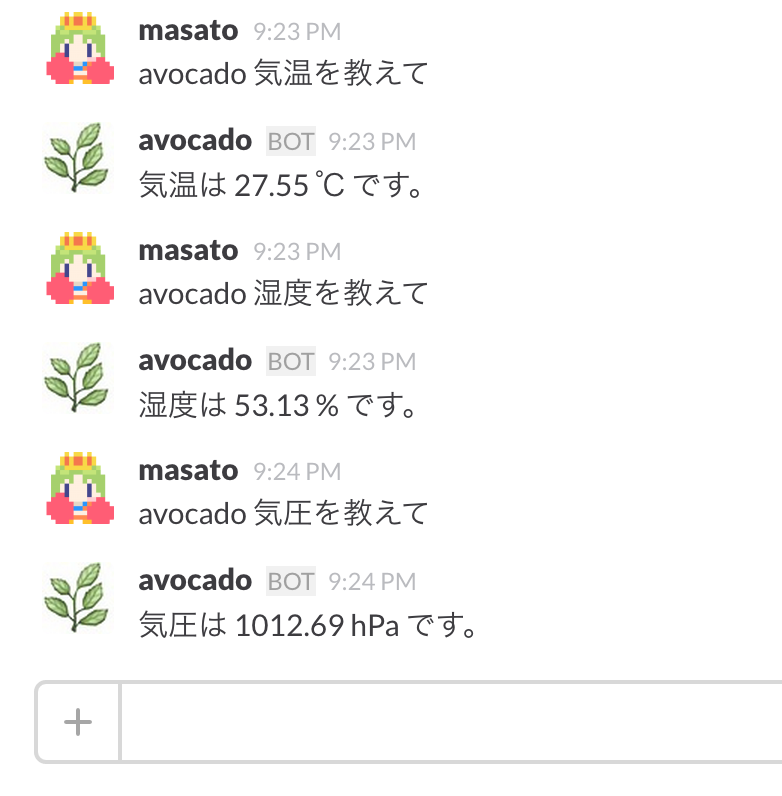 masato 9:23 PM
avocado 気温を教えて
avocado BOT 9:23 PM
気温は 27.55 ℃ です。
masato 9:23 PM
avocado 湿度を教えて
avocado BOT 9:23 PM
湿度は 53.13 % です。
masato 9:24 PM
avocado 気圧を教えて
avocado BOT 9:24 PM
気圧は 1012.69 hPa です。